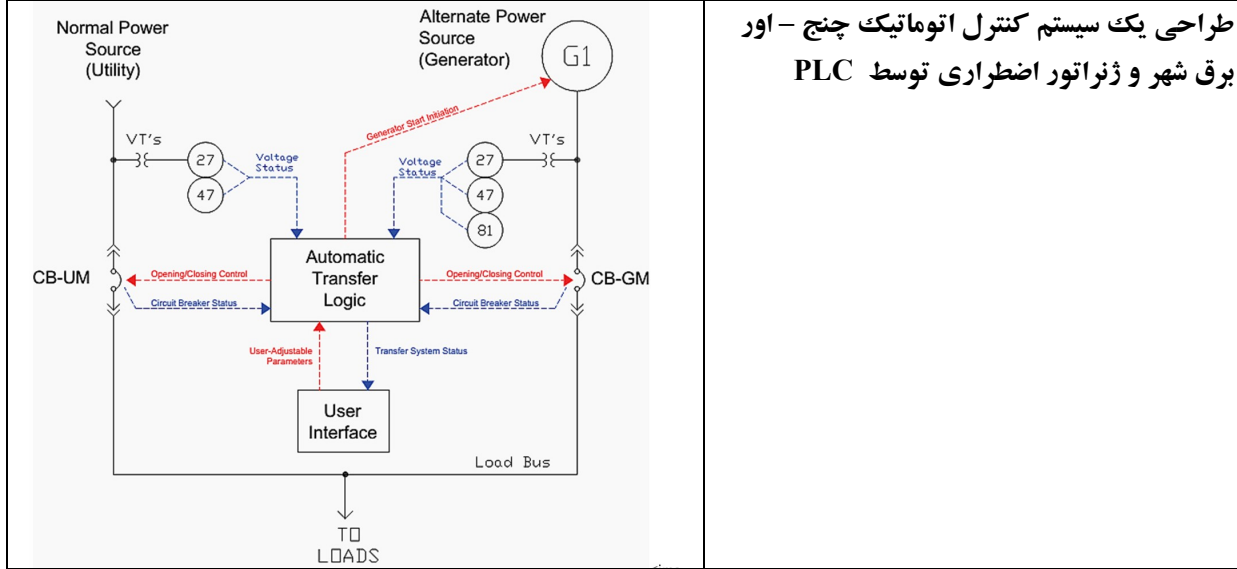 Normal Power
Source
(Utility)
Alternate Power
Source
(Generator)
G1
Generator Start Initiation
VT's
27
47
Voltage
Status
Voltage
Status
27
47
81
VT's
CB-UM
Opening/Closing Control
Circuit Breaker Status
Automatic
Transfer
Logic
Opening/Closing Control
Circuit Breaker Status
CB-GM
User-Adjustable
Parameters
Transfer System Status
User
Interface
Load Bus
TO
LOADS
طراحی یک سیستم کنترل اتوماتیک چنج – اور
برق شهر و ژنراتور اضطراری توسط PLC